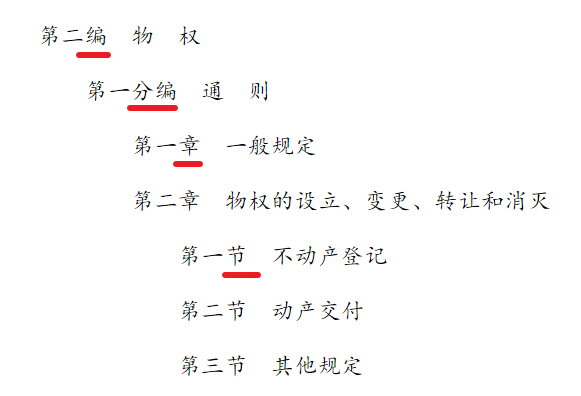 第二编 物 权
第一分编 通 则
第一章 一般规定
第二章 物权的设立、变更、转让和消灭
第一节 不动产登记
第二节 动产交付
第三节 其他规定